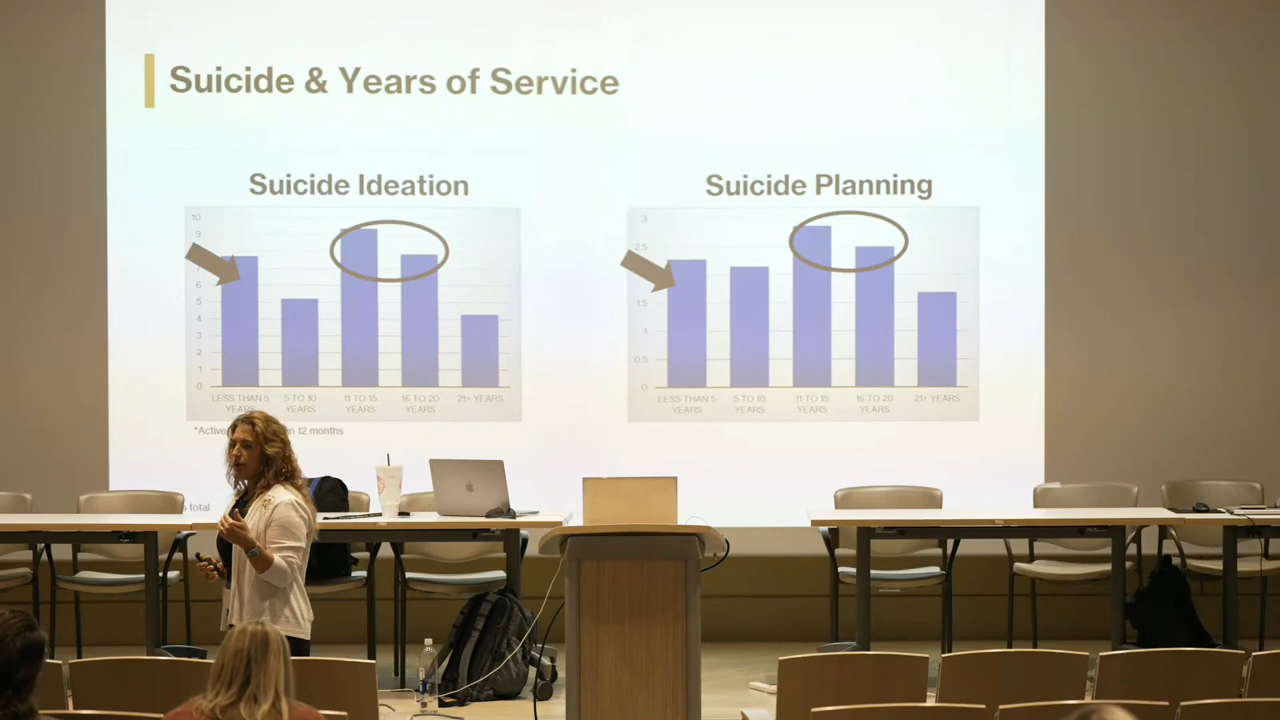 Suicide & Years of Service
Suicide Ideation
10
9
7
6
5
4
3
2
1
0
LESS THAN 5 YEARS
5 TO 10 YEARS
11 TO 15 YEARS
16 TO 20 YEARS
21+ YEARS
*Active
12 months
Suicide Planning
3
2.5
1.5
1
0.5
0
LESS THAN 5 YEARS
5 TO 10 YEARS
11 TO 15 YEARS
16 TO 20 YEARS
21+ YEARS
total